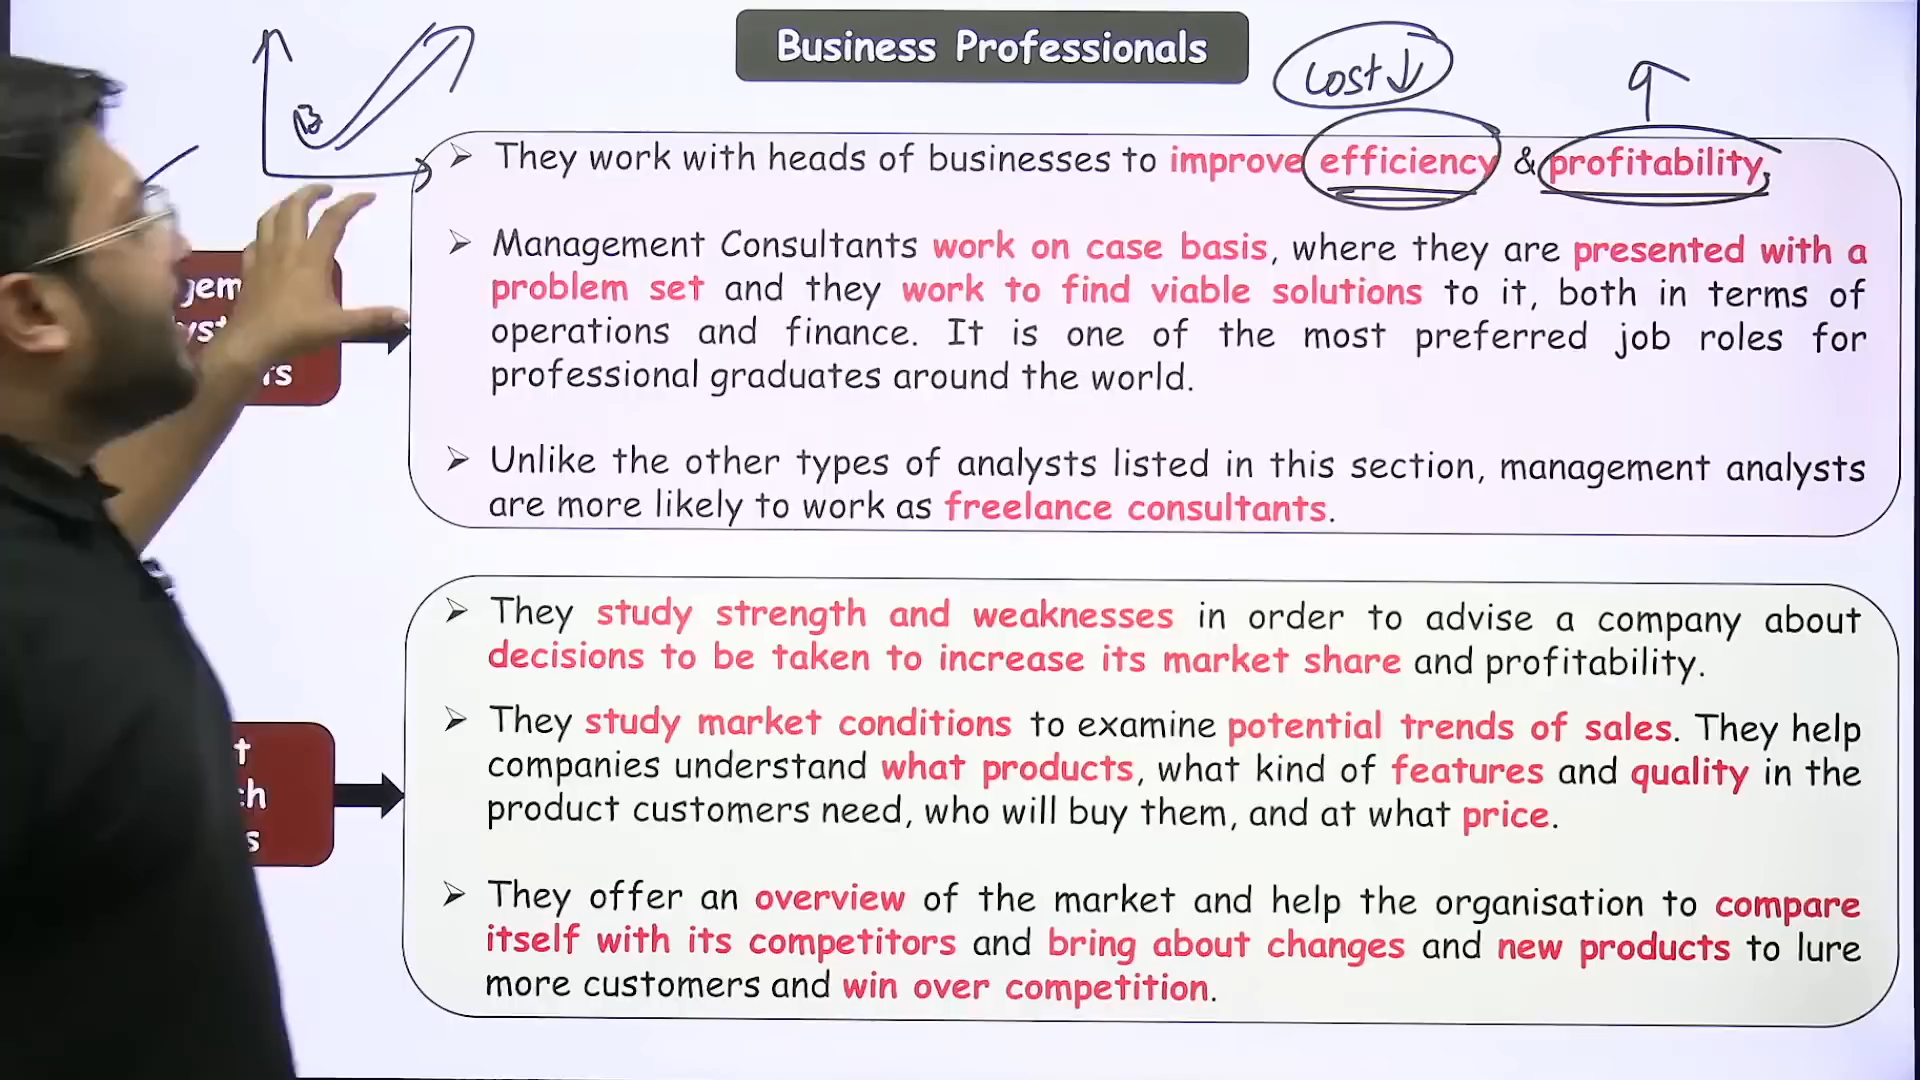 Business Professionals
Cost↓
➢ They work with heads of businesses to improve efficiency & profitability.
➢ Management Consultants work on case basis, where they are presented with a
problem set and they work to find viable solutions to it, both in terms of
operations and finance. It is one of the most preferred job roles for
professional graduates around the world.
➢ Unlike the other types of analysts listed in this section, management analysts
are more likely to work as freelance consultants.
➢ They study strength and weaknesses in order to advise a company about
decisions to be taken to increase its market share and profitability.
➢ They study market conditions to examine potential trends of sales. They help
companies understand what products, what kind of features and quality in the
product customers need, who will buy them, and at what price.
➢ They offer an overview of the market and help the organisation to compare
itself with its competitors and bring about changes and new products to lure
more customers and win over competition.